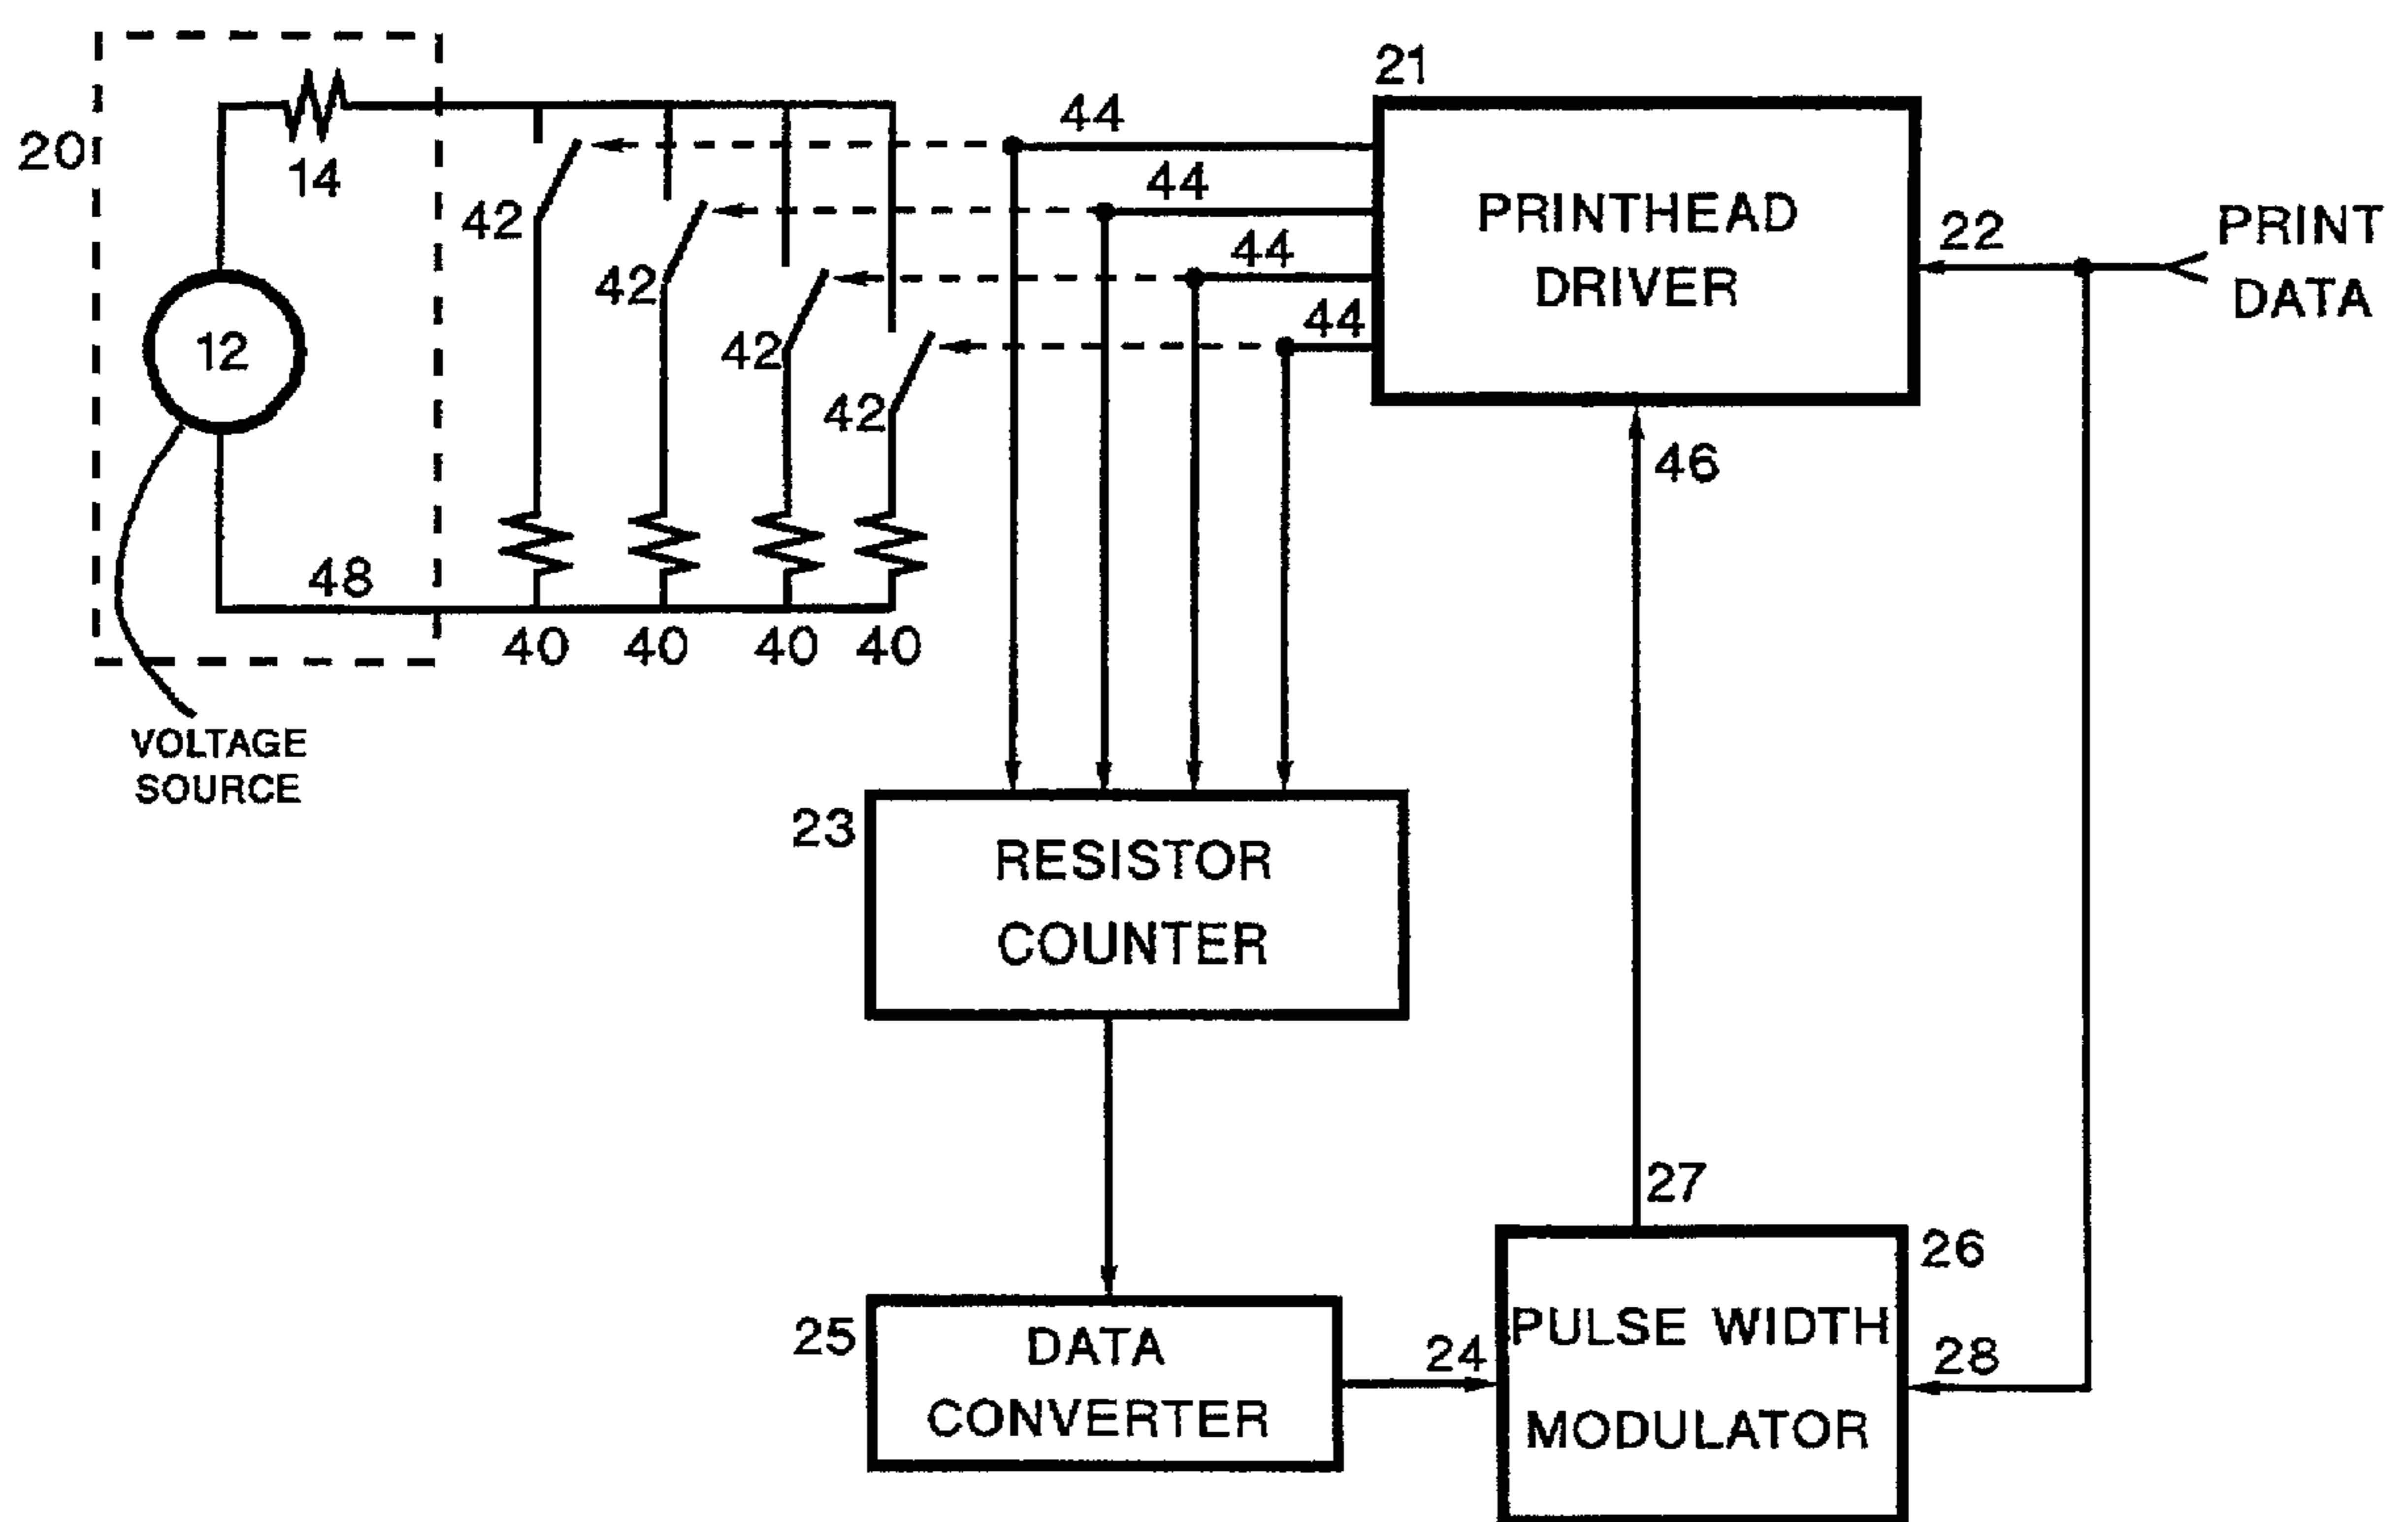 20
14
12
48
VOLTAGE
SOURCE
42
42
42
42
40 40 40 40
44
44
44
44
21
PRINTHEAD
DRIVER
22
PRINT
DATA
46
23
RESISTOR
COUNTER
25
DATA
CONVERTER
24
27
26
PULSE WIDTH
MODULATOR
28